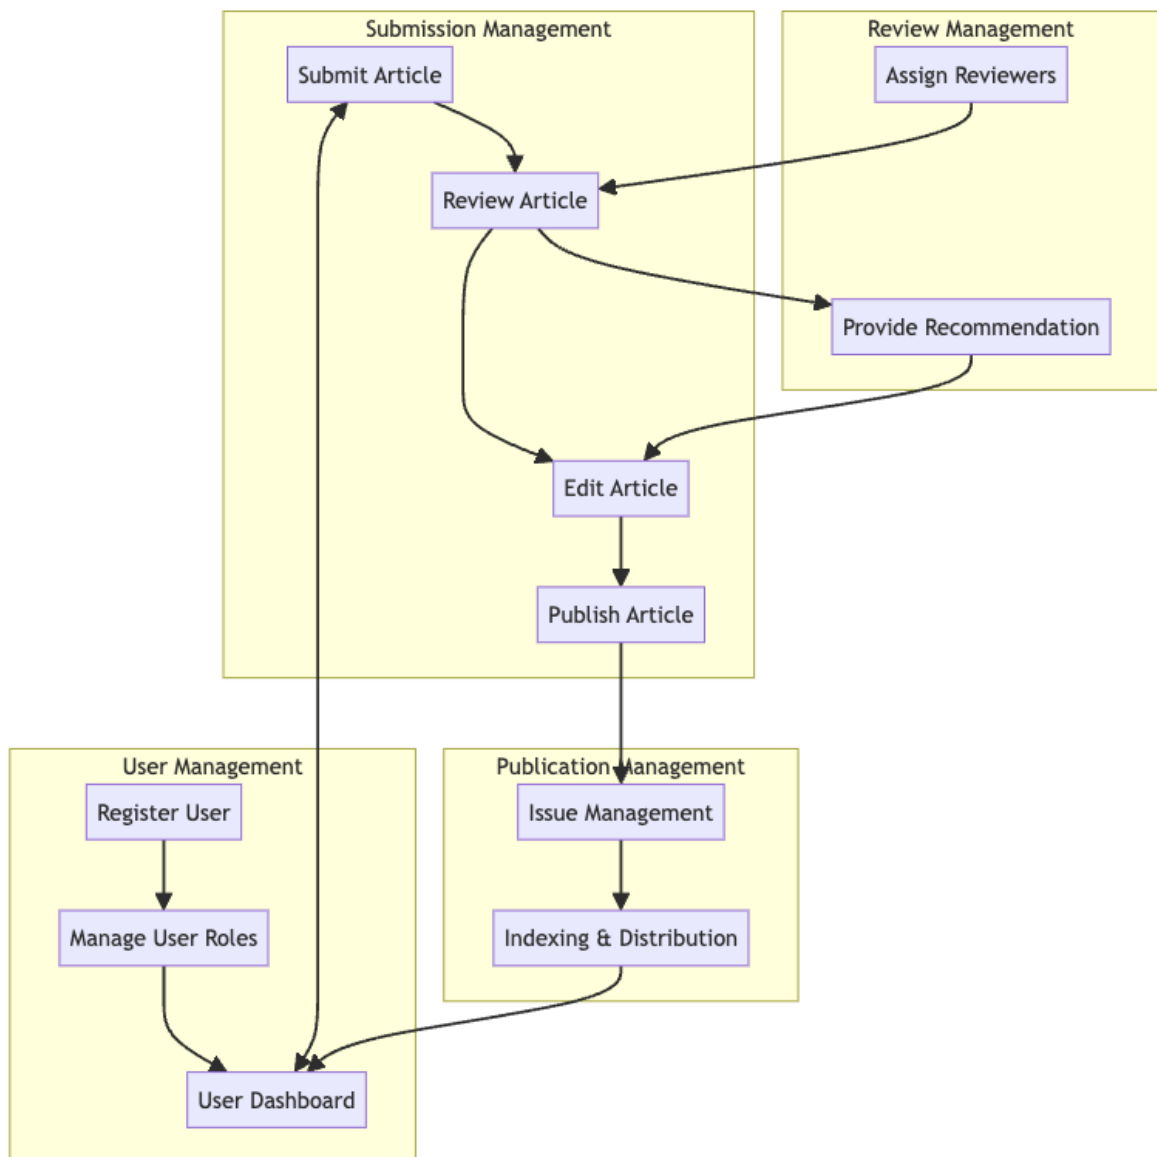 Submission Management
Review Management
Submit Article
Assign Reviewers
Review Article
Provide Recommendation
Edit Article
Publish Article
User Management
Publication Management
Register User
Issue Management
Manage User Roles
Indexing & Distribution
User Dashboard